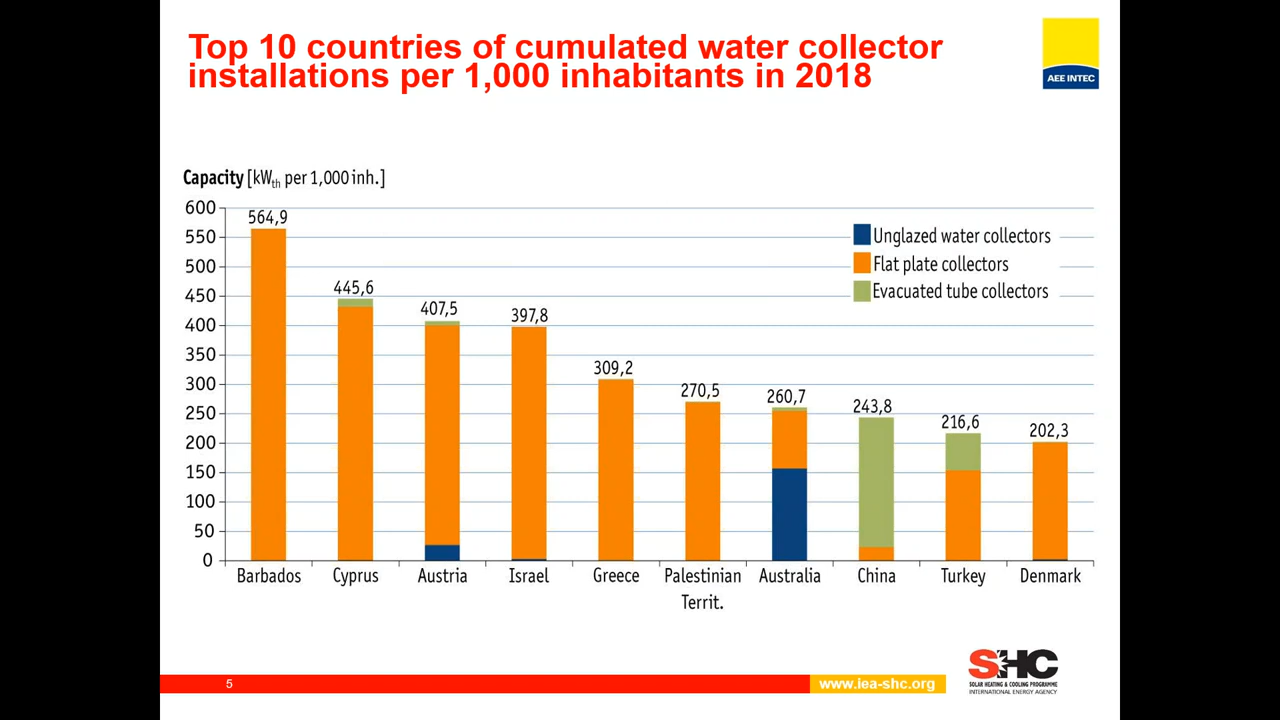 Top 10 countries of cumulated water collector
installations per 1,000 inhabitants in 2018
AEE INTEC
Capacity [kWth per 1,000 inh.]
600
550
500
450
400
350
300
250
200
150
100
50
0
564,9
445,6
407,5
397,8
309,2
270,5
260,7
243,8
216,6
202,3
Unglazed water collectors
Flat plate collectors
Evacuated tube collectors
Barbados
Cyprus
Austria
Israel
Greece
Palestinian
Territ.
Australia
China
Turkey
Denmark
5
www.iea-shc.org
SHC
SOLAR HEATING & COOLING PROGRAMME
INTERNATIONAL ENERGY AGENCY